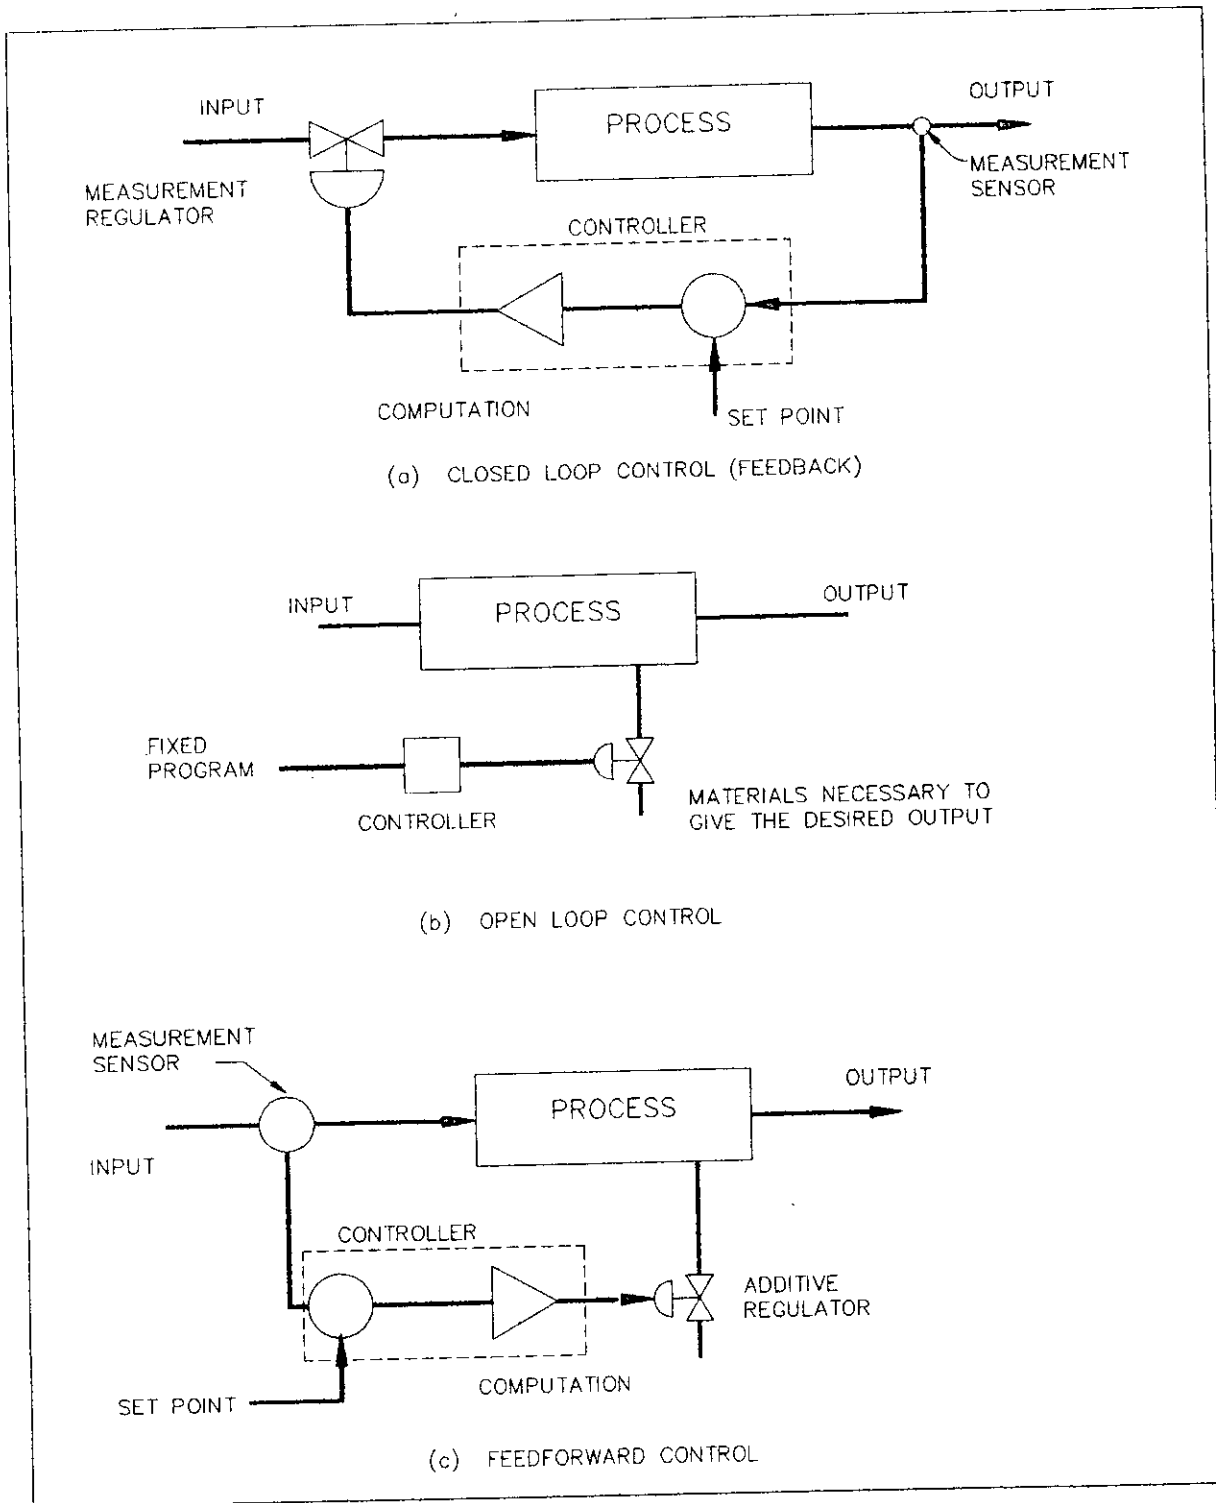 INPUT
PROCESS
OUTPUT
MEASUREMENT
REGULATOR
MEASUREMENT
SENSOR
CONTROLLER
COMPUTATION
SET POINT
(a) CLOSED LOOP CONTROL (FEEDBACK)
INPUT
PROCESS
OUTPUT
FIXED
PROGRAM
CONTROLLER
MATERIALS NECESSARY TO
GIVE THE DESIRED OUTPUT
(b) OPEN LOOP CONTROL
MEASUREMENT
SENSOR
PROCESS
OUTPUT
INPUT
CONTROLLER
ADDITIVE
REGULATOR
COMPUTATION
SET POINT
(c) FEEDFORWARD CONTROL